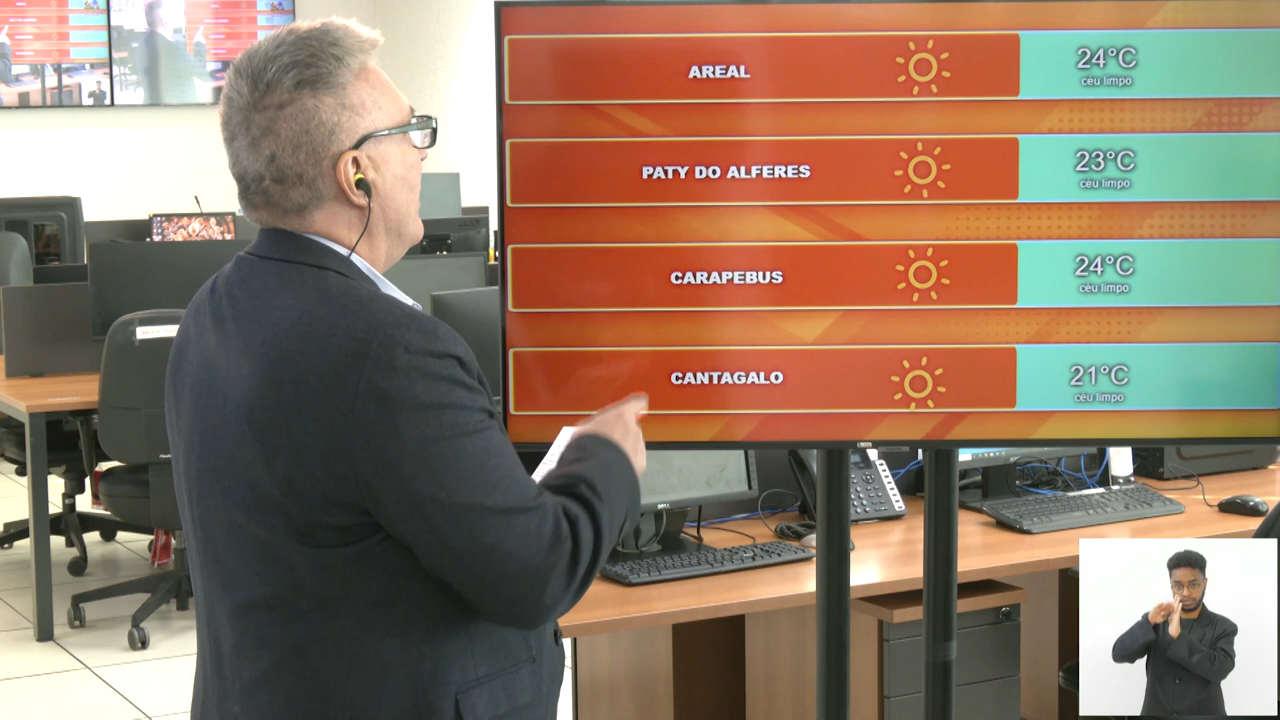 AREAL
24°C
céu limpo
PATY DO ALFERES
23°C
céu limpo
CARAPEBUS
24°C
céu limpo
CANTAGALO
21°C
céu limpo